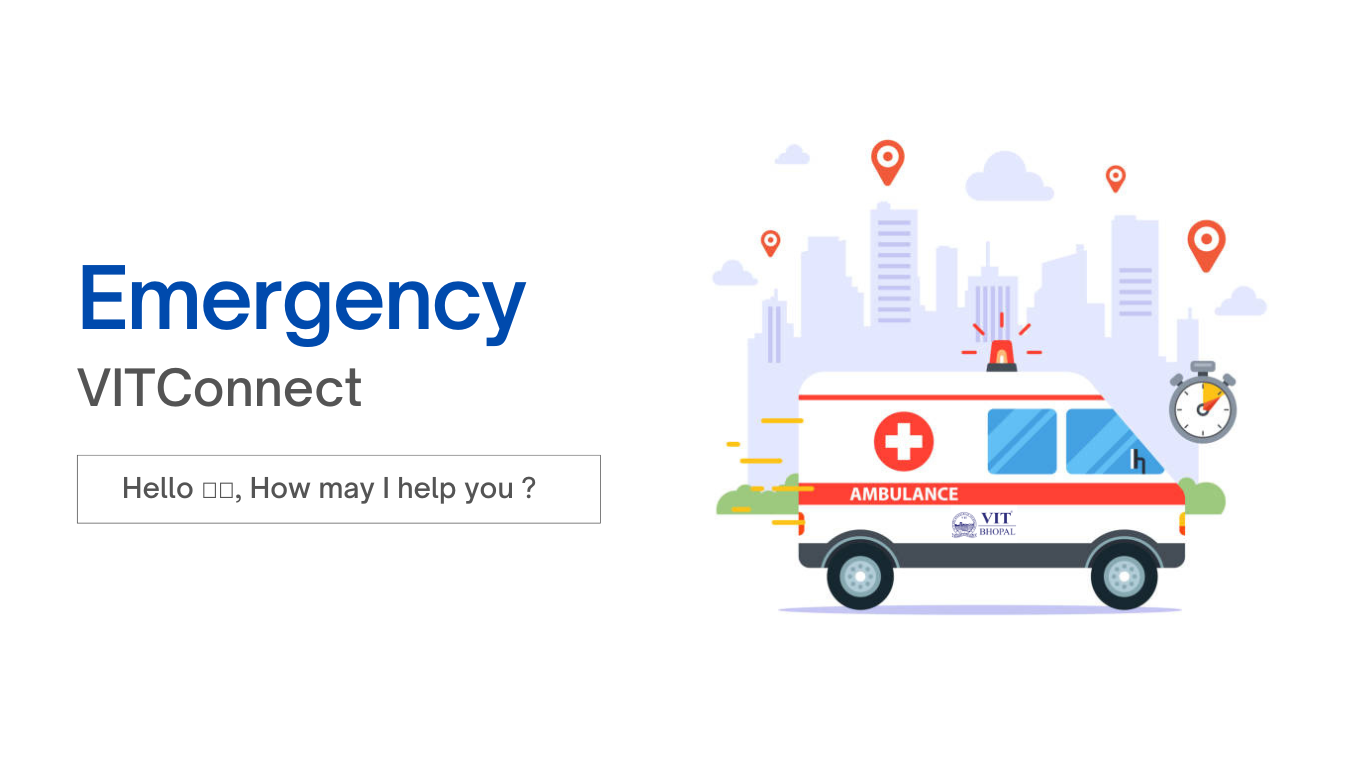 Emergency
VITConnect
Hello □□, How may I help you ?
AMBULANCE
VIT
BHOPAL